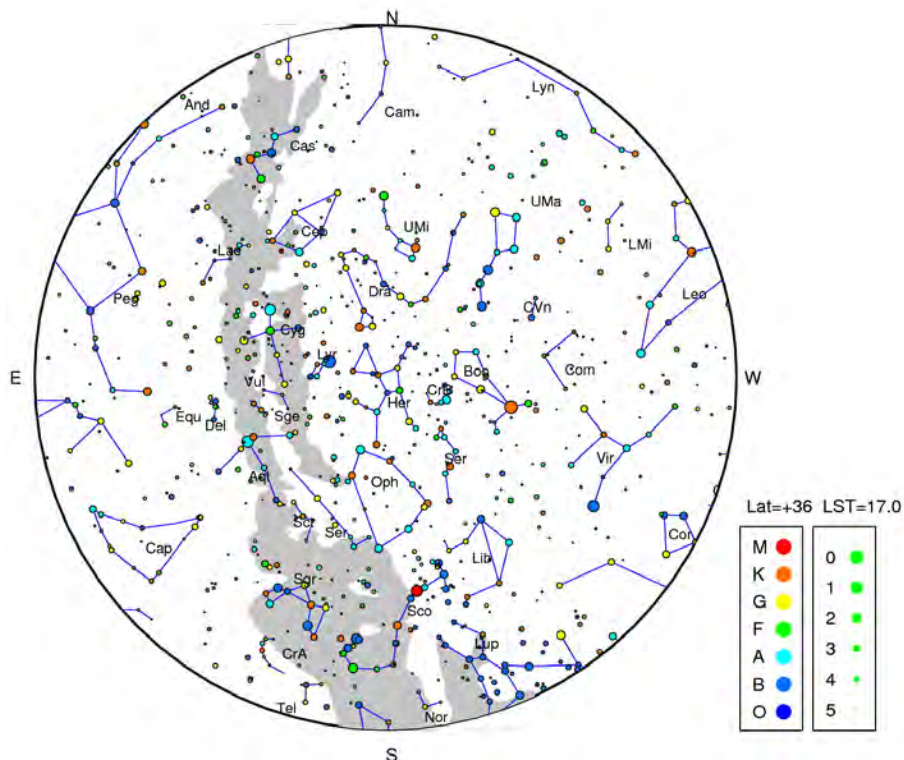 N
Lyn
And
Cam
Cas
UMa
Cep
UMi
LMi
Lac
Dra
Peg
Leo
CVn
Cyg
Lyr
Boo
Com
E
W
Vul
CrB
Her
Equ
Sge
Del
Vir
Ser
Aql
Oph
Lat=+36 LST=17.0
Sct
Ser
Cor
Cap
Lib
M
K
G
F
A
B
O
0
1
2
3
4
5
Sgr
Sco
CrA
Lup
Tel
Nor
S